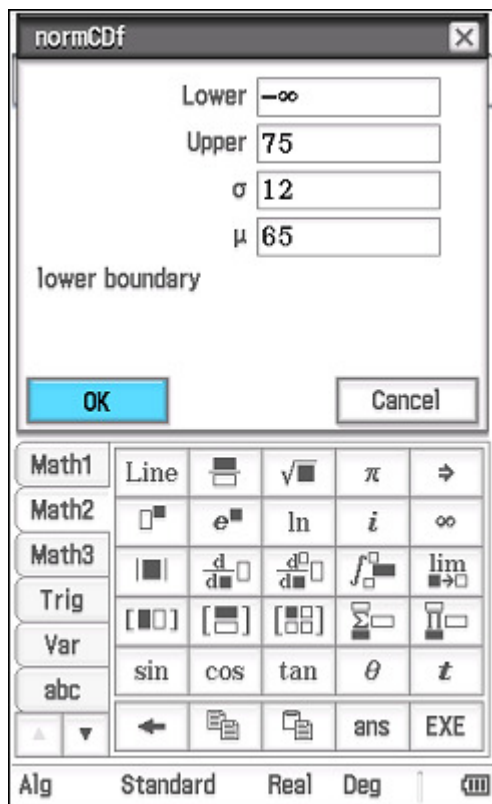 normCDf
Lower −∞
Upper 75
σ 12
μ 65
lower boundary
OK Cancel
Math1 Line √■ π ⇒
Math2 □■ e■ ln i ∞
Math3 |■| d/d■□ d□/d■□ ∫□■ lim ■→□
Trig [■□] Σ Π
Var sin cos tan θ t
abc
▲ ▼ ← ans EXE
Alg Standard Real Deg